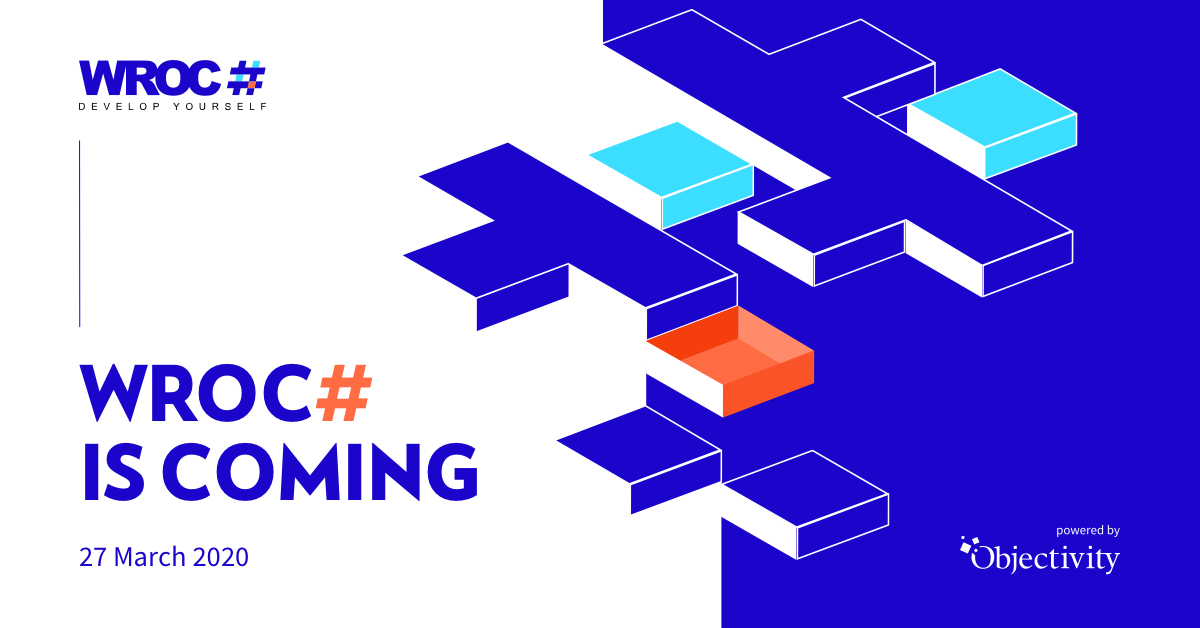 WROC#
DEVELOP YOURSELF
WROC#
IS COMING
27 March 2020
powered by
Objectivity